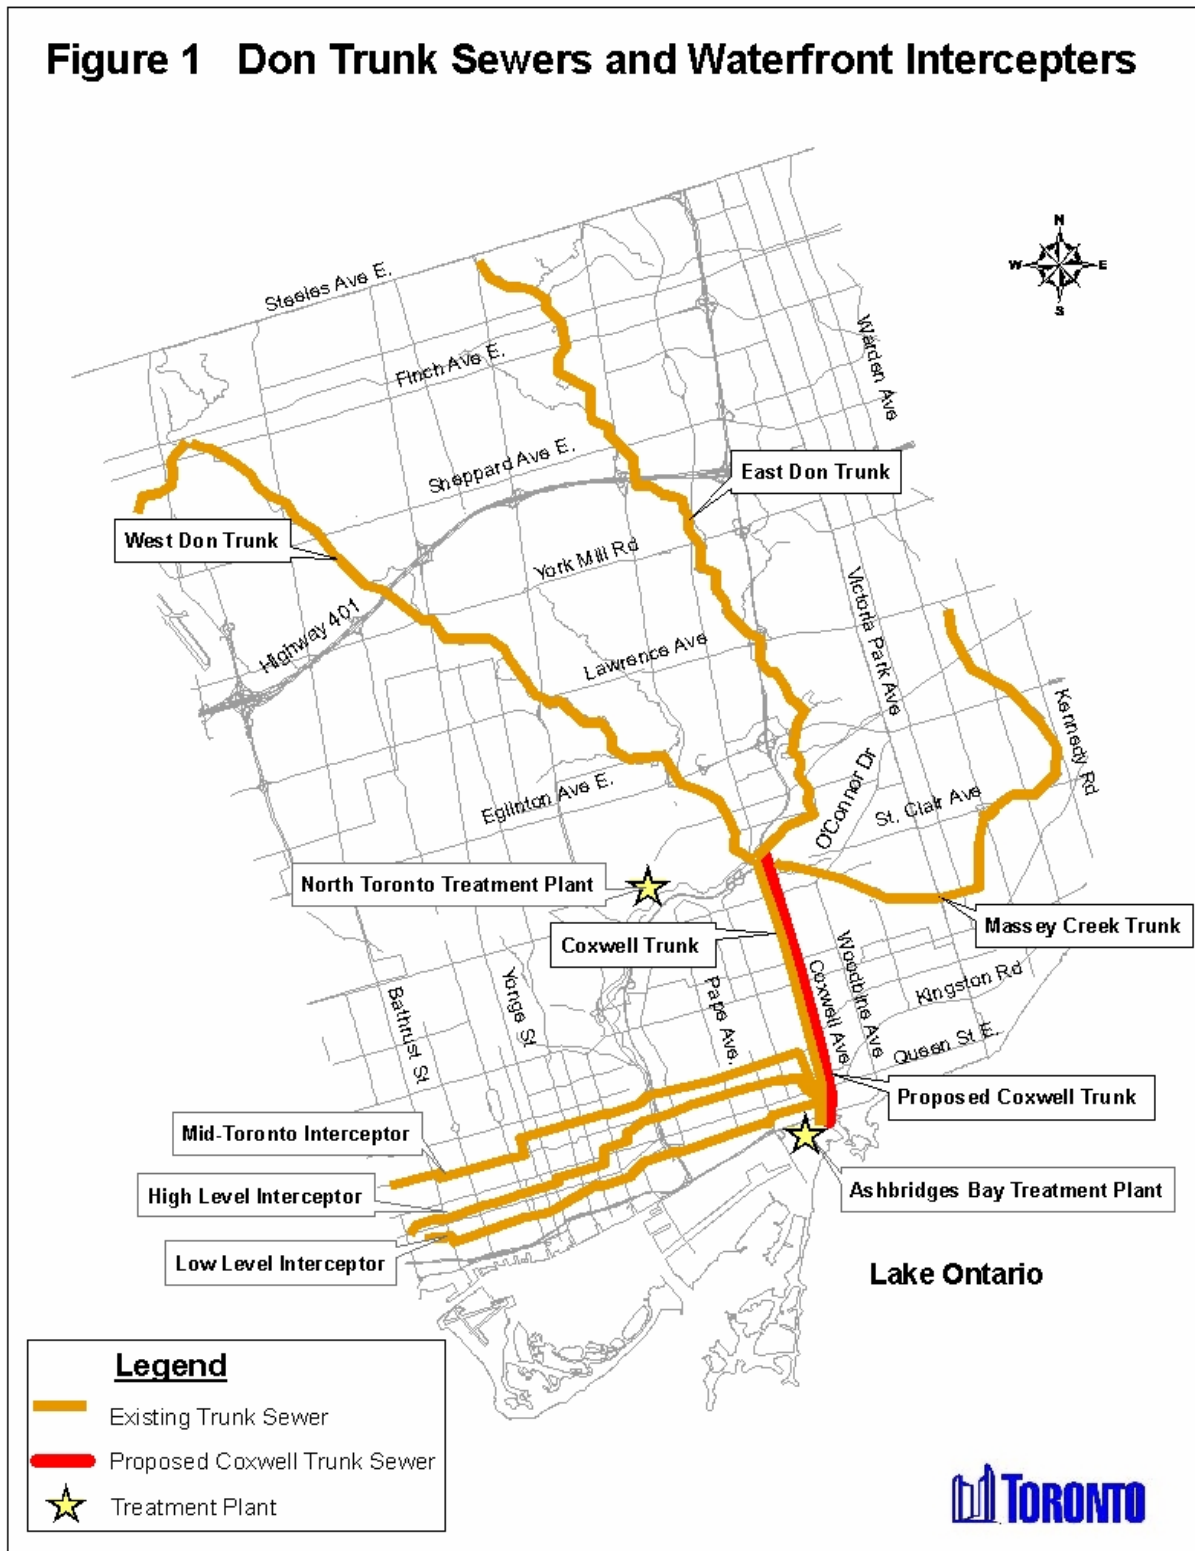 Figure 1 Don Trunk Sewers and Waterfront Intercepters
N
W E
S
Steeles Ave E.
Finch Ave E.
Warden Ave
Sheppard Ave E.
East Don Trunk
West Don Trunk
York Mill Rd
Highway 401
Victoria Park Ave
Lawrence Ave
Kennedy Rd
O'Connor Dr
Eglinton Ave E.
St. Clair Ave
North Toronto Treatment Plant
Massey Creek Trunk
Coxwell Trunk
Woodbine Ave
Coxwell Ave
Kingston Rd
Pape Ave.
Yonge St
Bathrust St
Queen St E.
Proposed Coxwell Trunk
Mid-Toronto Interceptor
High Level Interceptor
Ashbridges Bay Treatment Plant
Low Level Interceptor
Lake Ontario
Legend
Existing Trunk Sewer
Proposed Coxwell Trunk Sewer
Treatment Plant
TORONTO